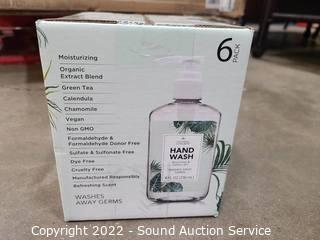 6
PACK
Moisturizing
Organic
Extract Blend
Green Tea
Calendula
Chamomile
Vegan
Non GMO
Formaldehyde &
Formaldehyde Donor Free
Sulfate & Sulfonate Free
Dye Free
Cruelty Free
Manufactured Responsibly
Refreshing Scent
WASHES
AWAY GERMS
HAND
WASH
Copyright 2022 - Sound Auction Service